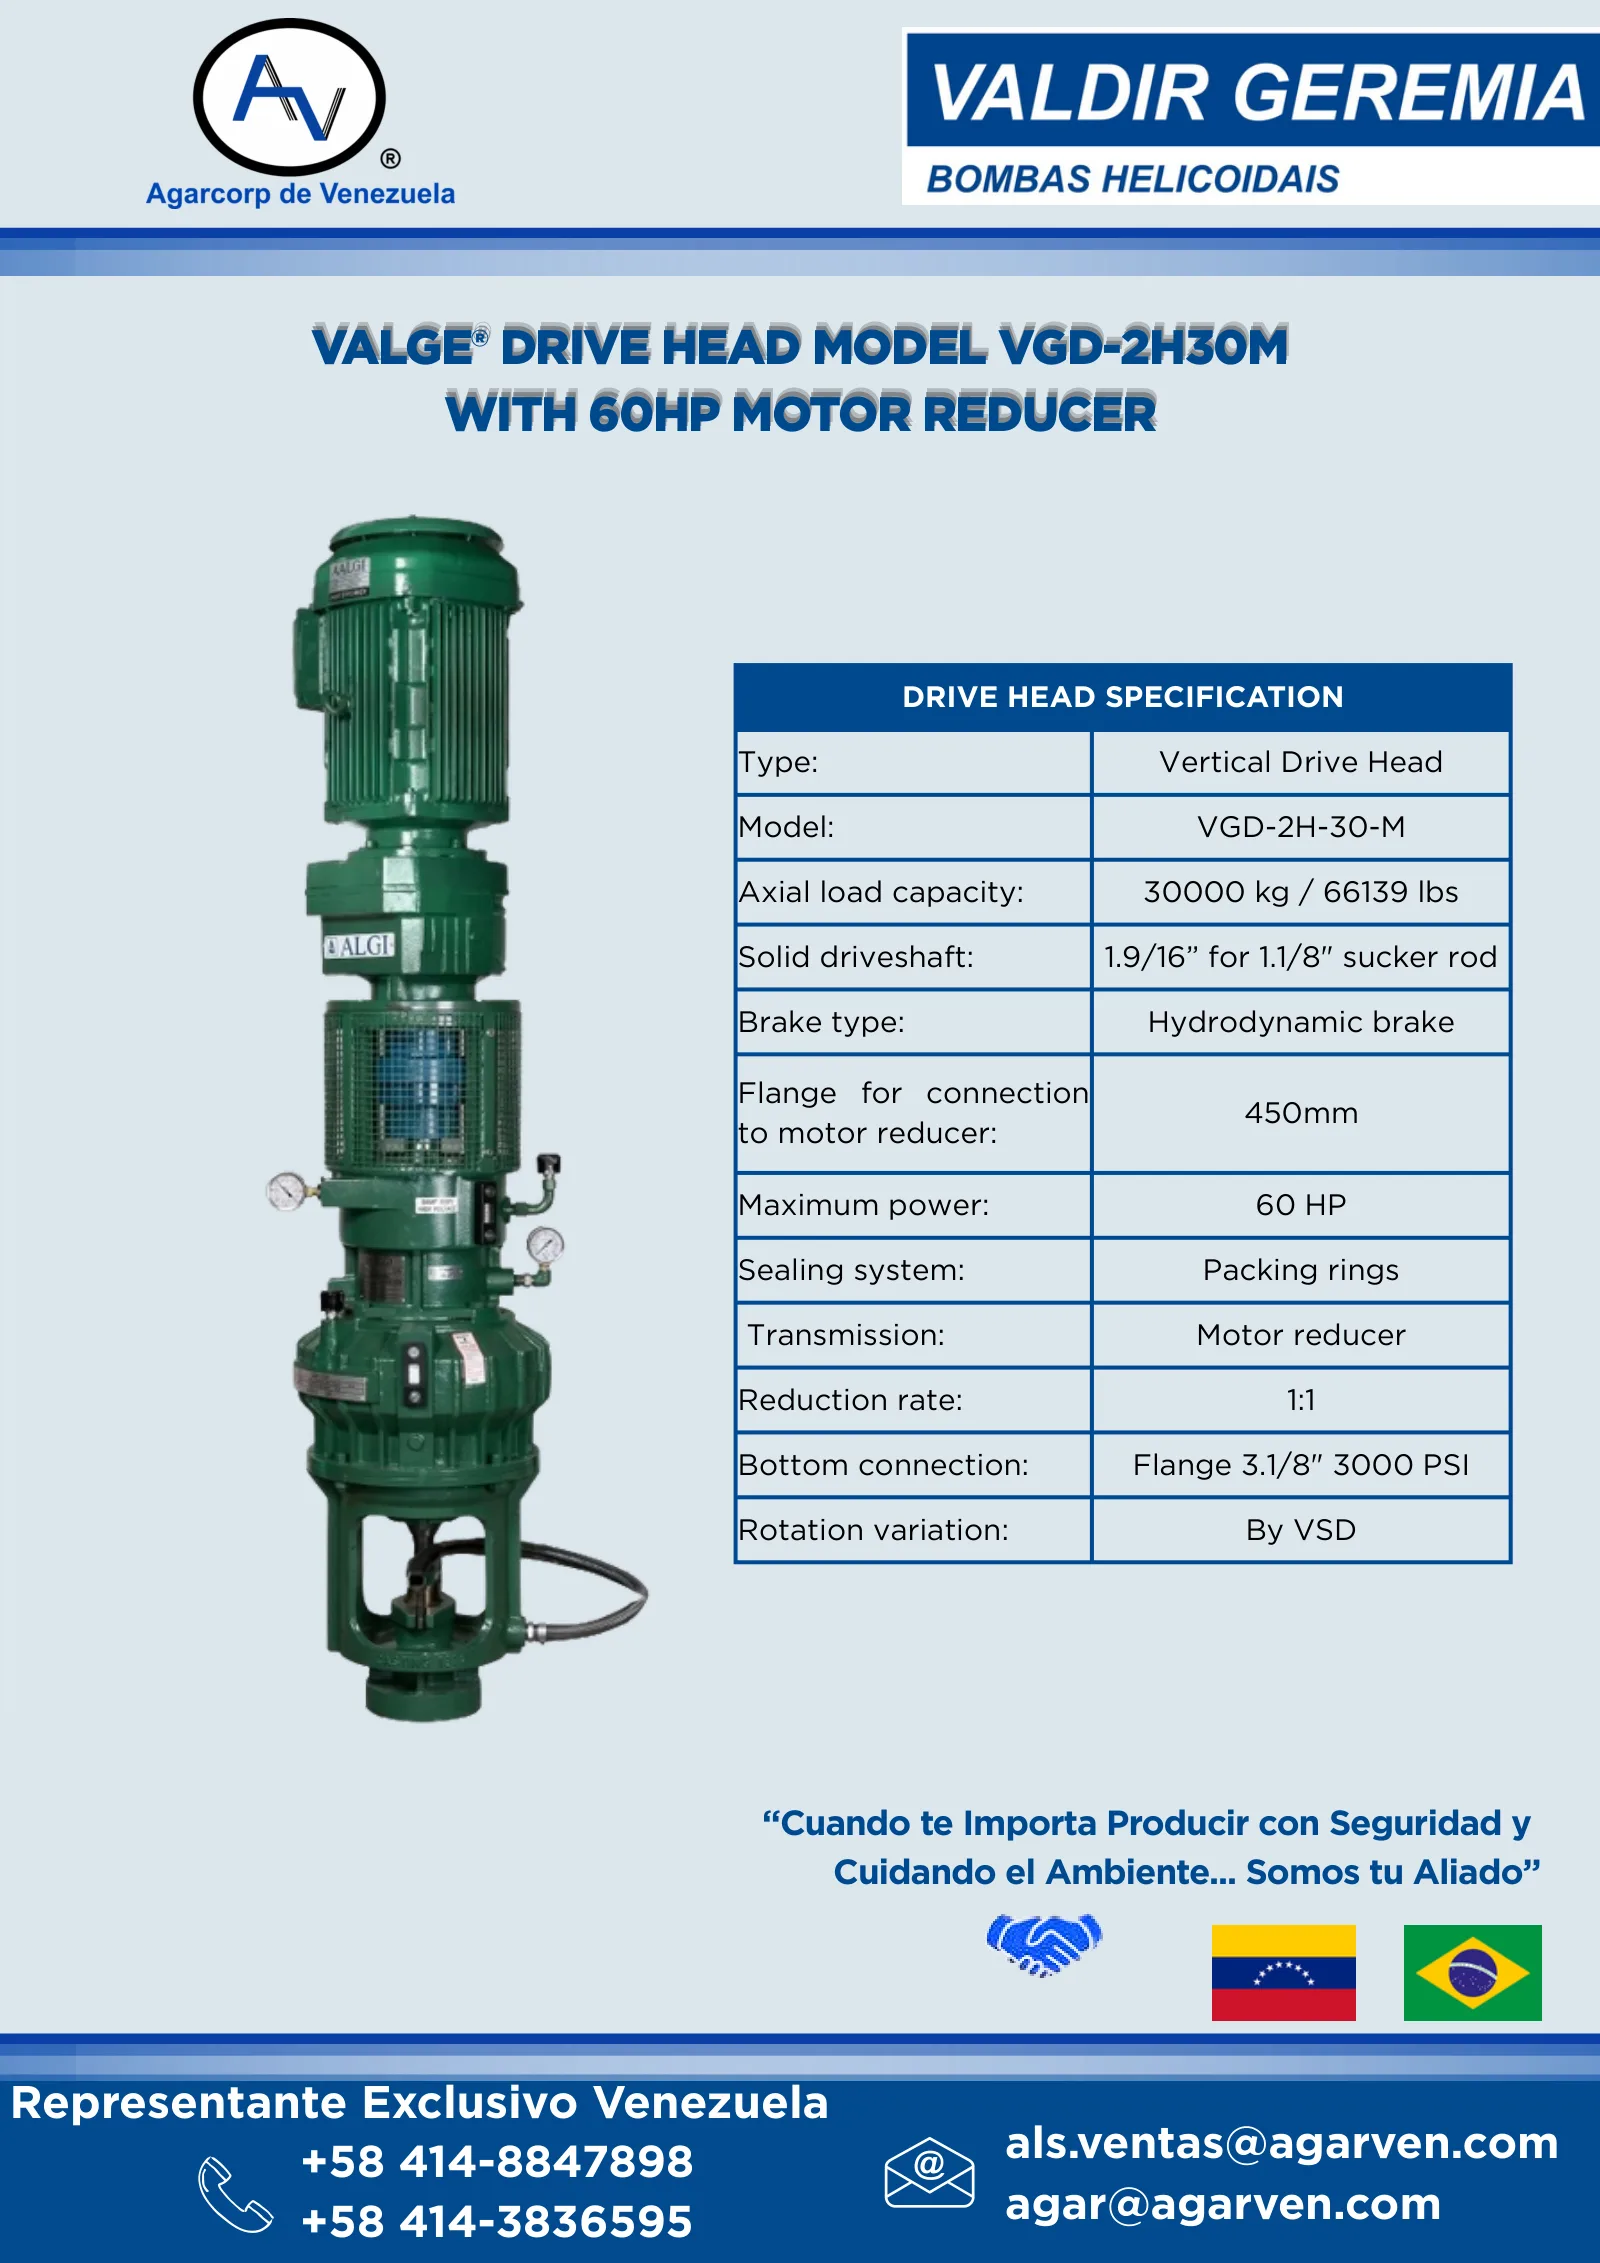 AV
®
Agarcorp de Venezuela
VALDIR GEREMIA
BOMBAS HELICOIDAIS
VALGE® DRIVE HEAD MODEL VGD-2H30M
WITH 60HP MOTOR REDUCER
ALGI
DRIVE HEAD SPECIFICATION
Type: Vertical Drive Head
Model: VGD-2H-30-M
Axial load capacity: 30000 kg / 66139 lbs
Solid driveshaft: 1.9/16” for 1.1/8" sucker rod
Brake type: Hydrodynamic brake
Flange for connection
to motor reducer: 450mm
Maximum power: 60 HP
Sealing system: Packing rings
Transmission: Motor reducer
Reduction rate: 1:1
Bottom connection: Flange 3.1/8" 3000 PSI
Rotation variation: By VSD
“Cuando te Importa Producir con Seguridad y
Cuidando el Ambiente... Somos tu Aliado”
Representante Exclusivo Venezuela
+58 414-8847898
+58 414-3836595
@
als.ventas@agarven.com
agar@agarven.com